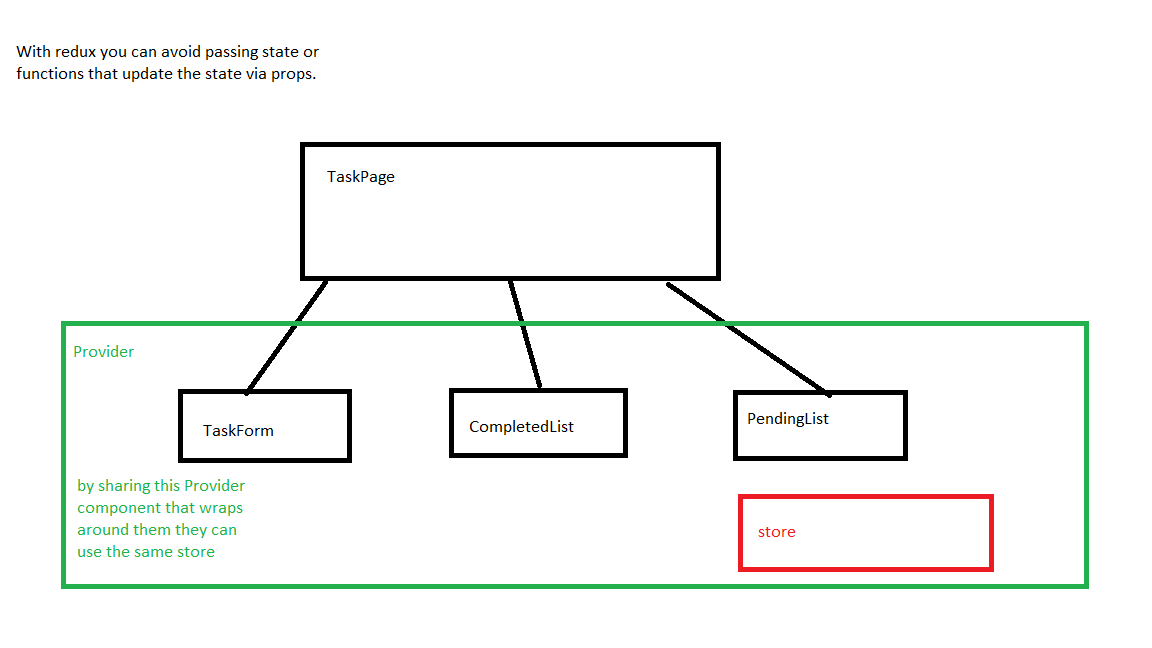 With redux you can avoid passing state or
functions that update the state via props.
TaskPage
Provider
TaskForm
CompletedList
PendingList
by sharing this Provider
component that wraps
around them they can
use the same store
store